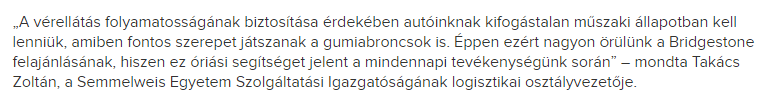 „A vérellátás folyamatosságának biztosítása érdekében autóinknak kifogástalan műszaki állapotban kell
lenniük, amiben fontos szerepet játszanak a gumiabroncsok is. Éppen ezért nagyon örülünk a Bridgestone
felajánlásának, hiszen ez óriási segítséget jelent a mindennapi tevékenységünk során” – mondta Takács
Zoltán, a Semmelweis Egyetem Szolgáltatási Igazgatóságának logisztikai osztályvezetője.